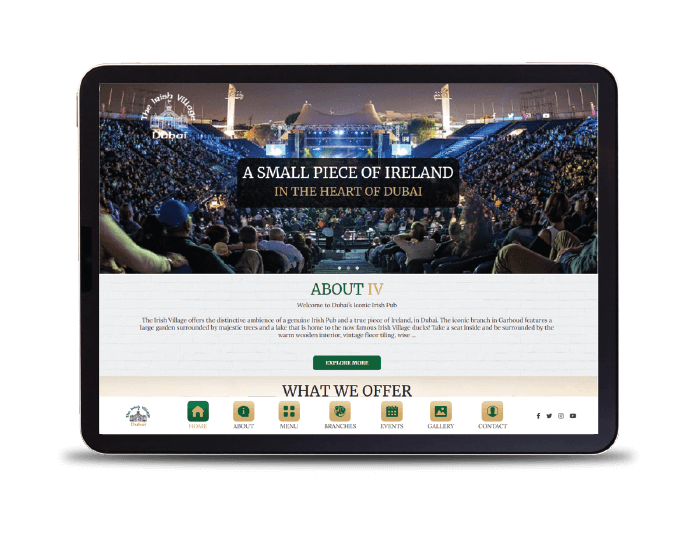 The Irish Village
Dubai
A SMALL PIECE OF IRELAND
IN THE HEART OF DUBAI
ABOUT IV
Welcome to Dubai's Iconic Irish Pub
The Irish Village offers the distinctive ambience of a genuine Irish Pub and a true piece of Ireland, in Dubai. The iconic branch in Garhoud features a
large garden surrounded by majestic trees and a lake that is home to the now famous Irish Village ducks! Take a seat inside and be surrounded by the
warm wooden interior, vintage floor tiling, wise ...
EXPLORE MORE
WHAT WE OFFER
The Irish Village
Dubai
HOME
ABOUT
MENU
BRANCHES
EVENTS
GALLERY
CONTACT